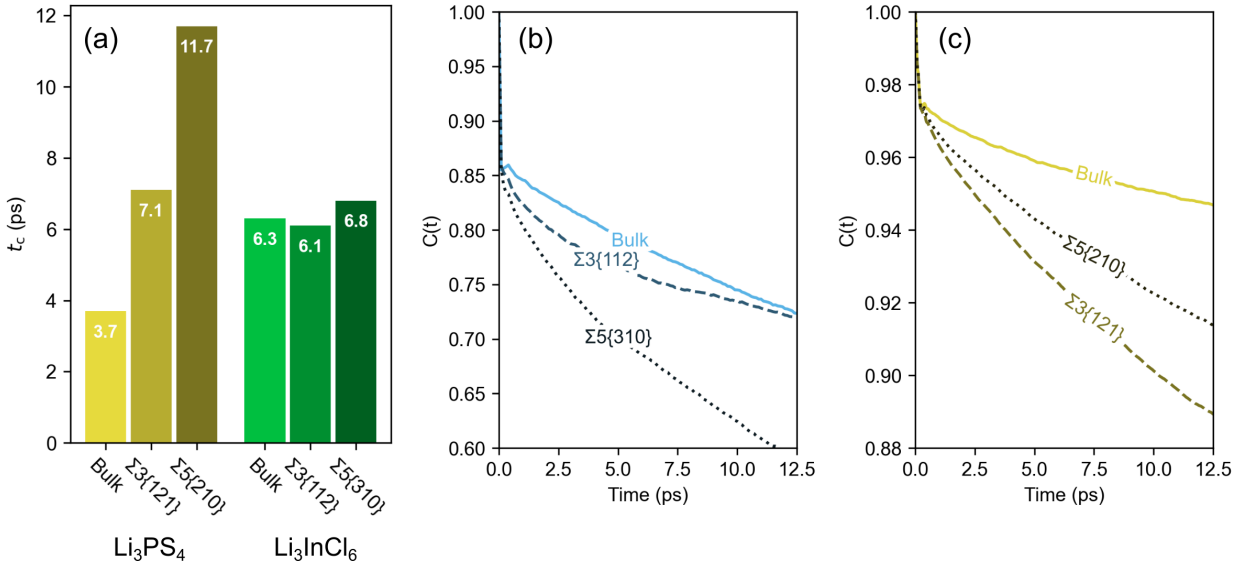 (a)
12
10
8
6
4
2
0
t_c (ps)
3.7
7.1
11.7
6.3
6.1
6.8
Bulk
Σ3{121}
Σ5{210}
Bulk
Σ3{112}
Σ5{310}
Li₃PS₄
Li₃InCl₆
(b)
1.00
0.95
0.90
0.85
0.80
0.75
0.70
0.65
0.60
C(t)
Bulk
Σ3{112}
Σ5{310}
0.0 2.5 5.0 7.5 10.0 12.5
Time (ps)
(c)
1.00
0.98
0.96
0.94
0.92
0.90
0.88
C(t)
Bulk
Σ5{210}
Σ3{121}
0.0 2.5 5.0 7.5 10.0 12.5
Time (ps)